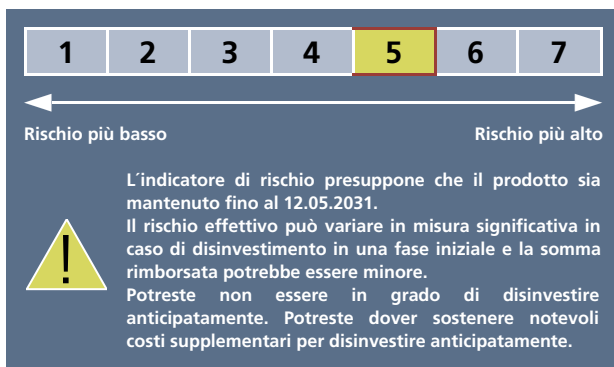 1 2 3 4 5 6 7
Rischio più basso Rischio più alto
L´indicatore di rischio presuppone che il prodotto sia
mantenuto fino al 12.05.2031.
Il rischio effettivo può variare in misura significativa in
caso di disinvestimento in una fase iniziale e la somma
rimborsata potrebbe essere minore.
Potreste non essere in grado di disinvestire
anticipatamente. Potreste dover sostenere notevoli
costi supplementari per disinvestire anticipatamente.
!